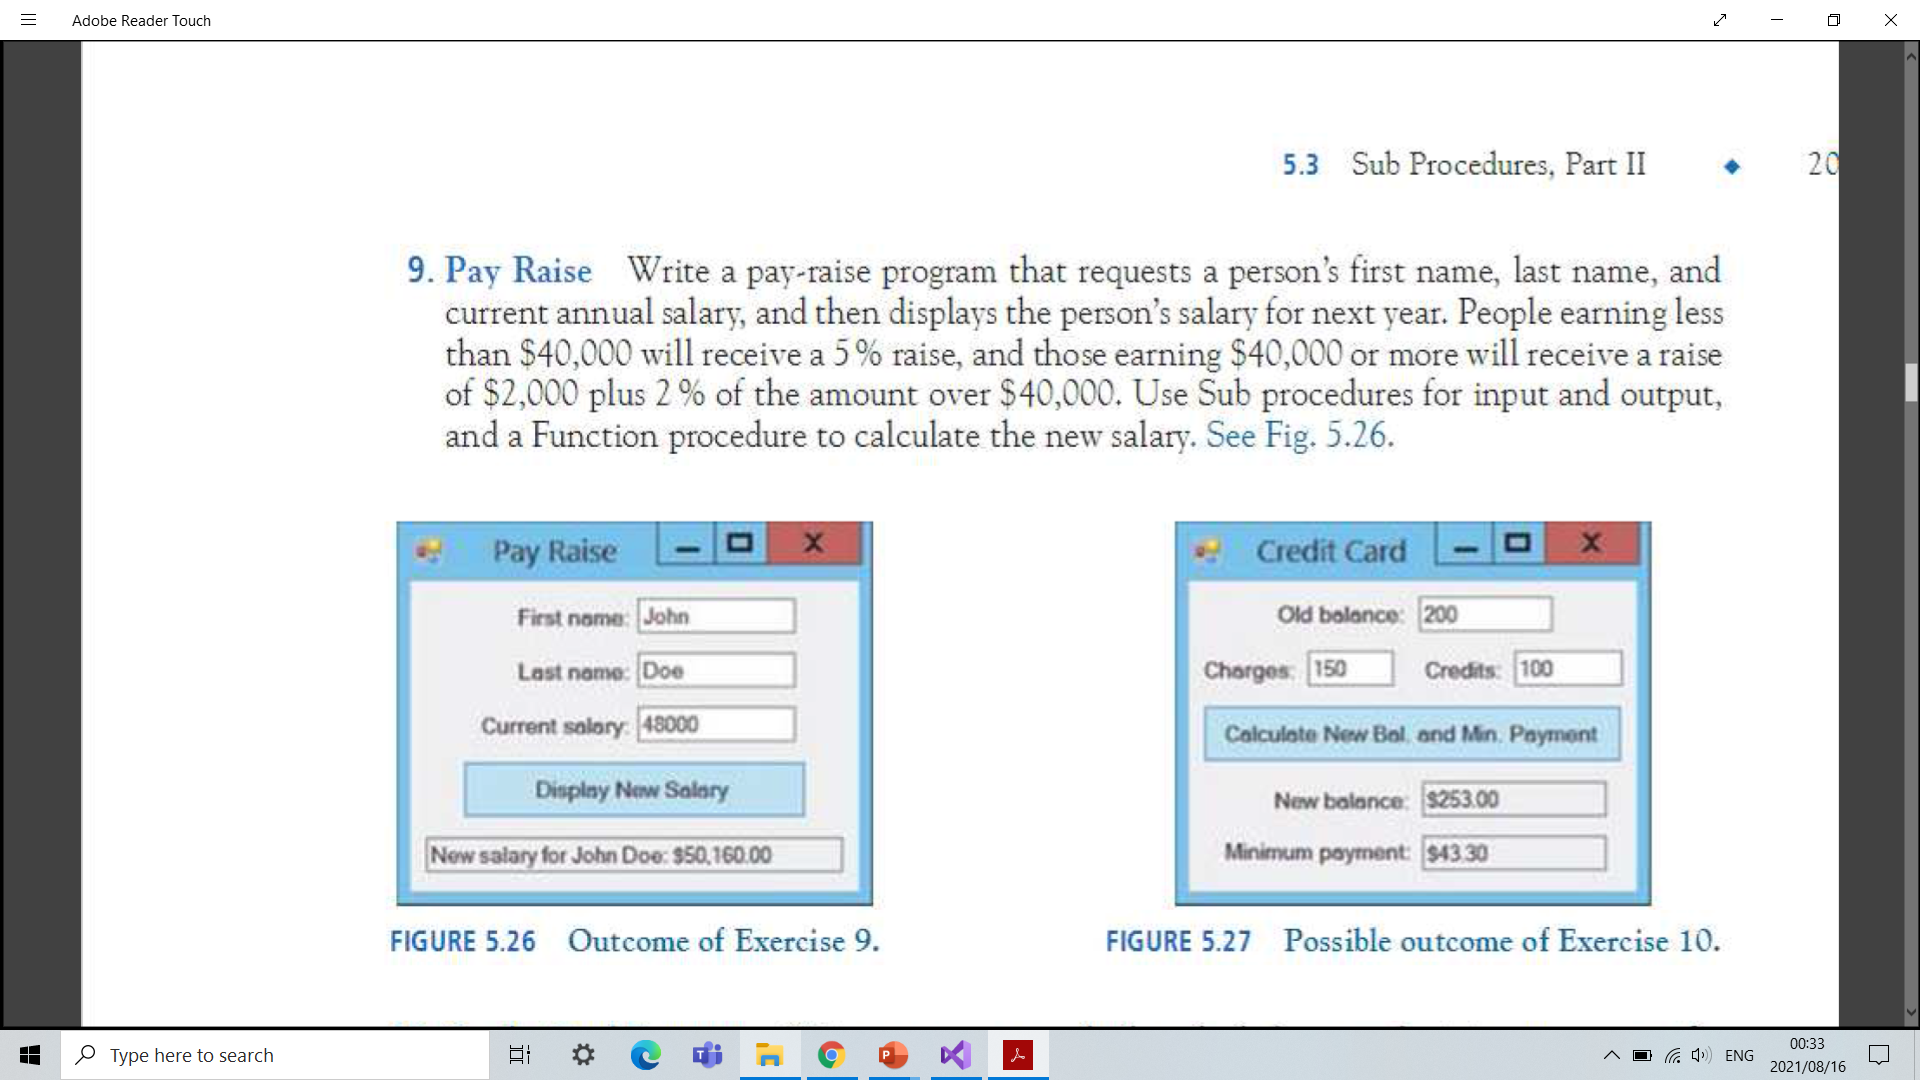 Adobe Reader Touch
5.3 Sub Procedures, Part II ◆ 20
9. Pay Raise Write a pay-raise program that requests a person's first name, last name, and
current annual salary, and then displays the person's salary for next year. People earning less
than $40,000 will receive a 5% raise, and those earning $40,000 or more will receive a raise
of $2,000 plus 2% of the amount over $40,000. Use Sub procedures for input and output,
and a Function procedure to calculate the new salary. See Fig. 5.26.
Pay Raise
First name: John
Last name: Doe
Current salary: 48000
Display New Salary
New salary for John Doe: $50,160.00
FIGURE 5.26 Outcome of Exercise 9.
Credit Card
Old balance: 200
Charges: 150 Credits: 100
Calculate New Bal. and Min. Payment
New balance: $253.00
Minimum payment: $43.30
FIGURE 5.27 Possible outcome of Exercise 10.
Type here to search
ENG
00:33
2021/08/16